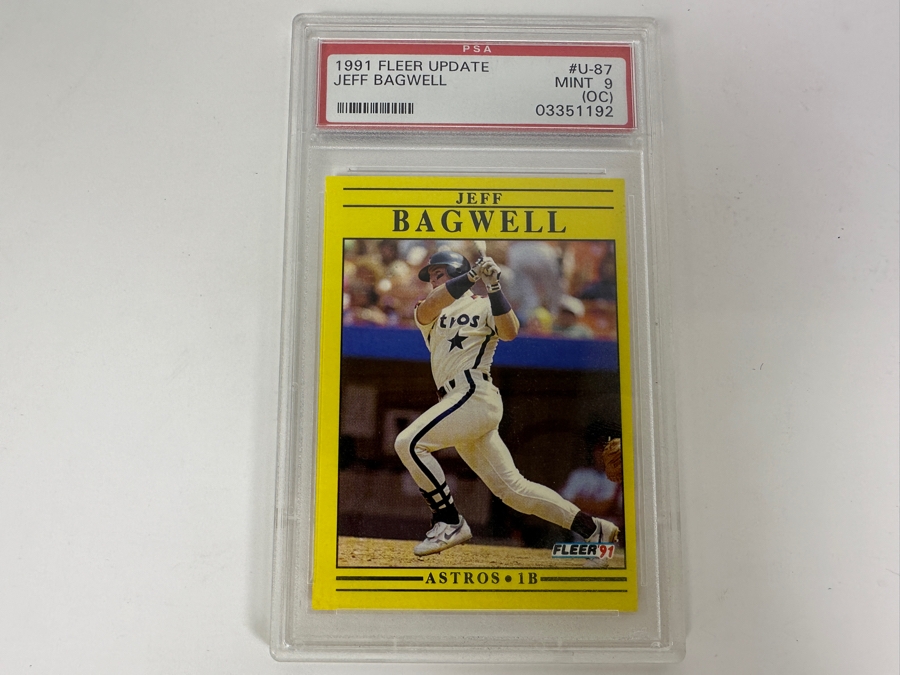 PSA
1991 FLEER UPDATE #U-87
JEFF BAGWELL MINT 9
(OC)
03351192
JEFF
BAGWELL
tros
FLEER '91
ASTROS • 1B